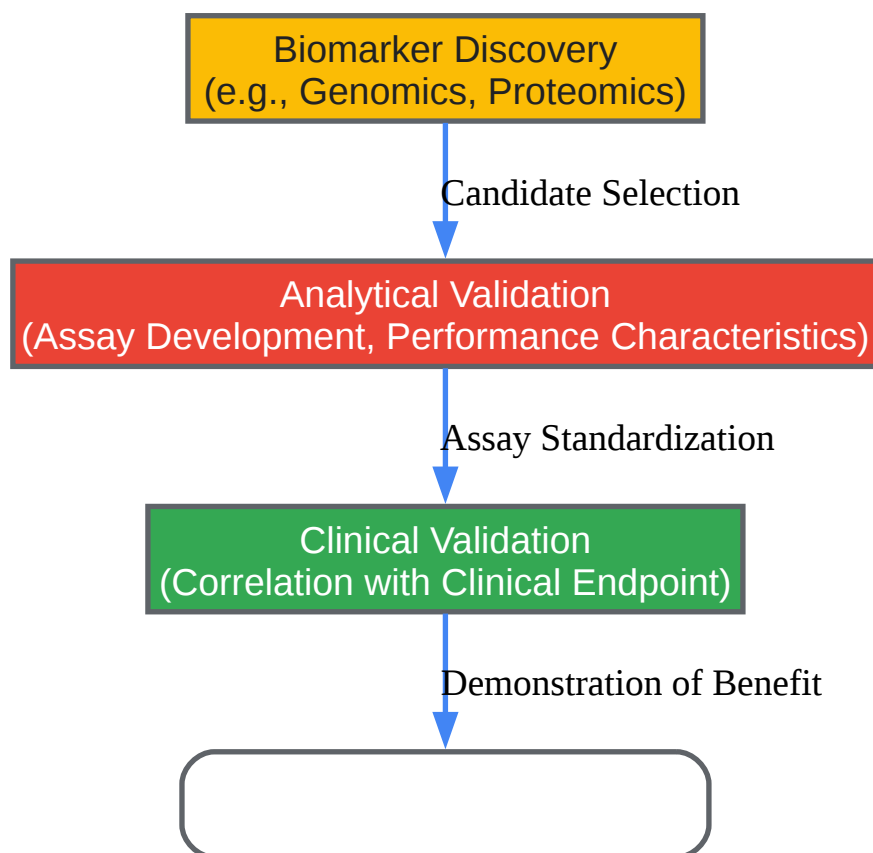 Biomarker Discovery
(e.g., Genomics, Proteomics)
Candidate Selection
Analytical Validation
(Assay Development, Performance Characteristics)
Assay Standardization
Clinical Validation
(Correlation with Clinical Endpoint)
Demonstration of Benefit